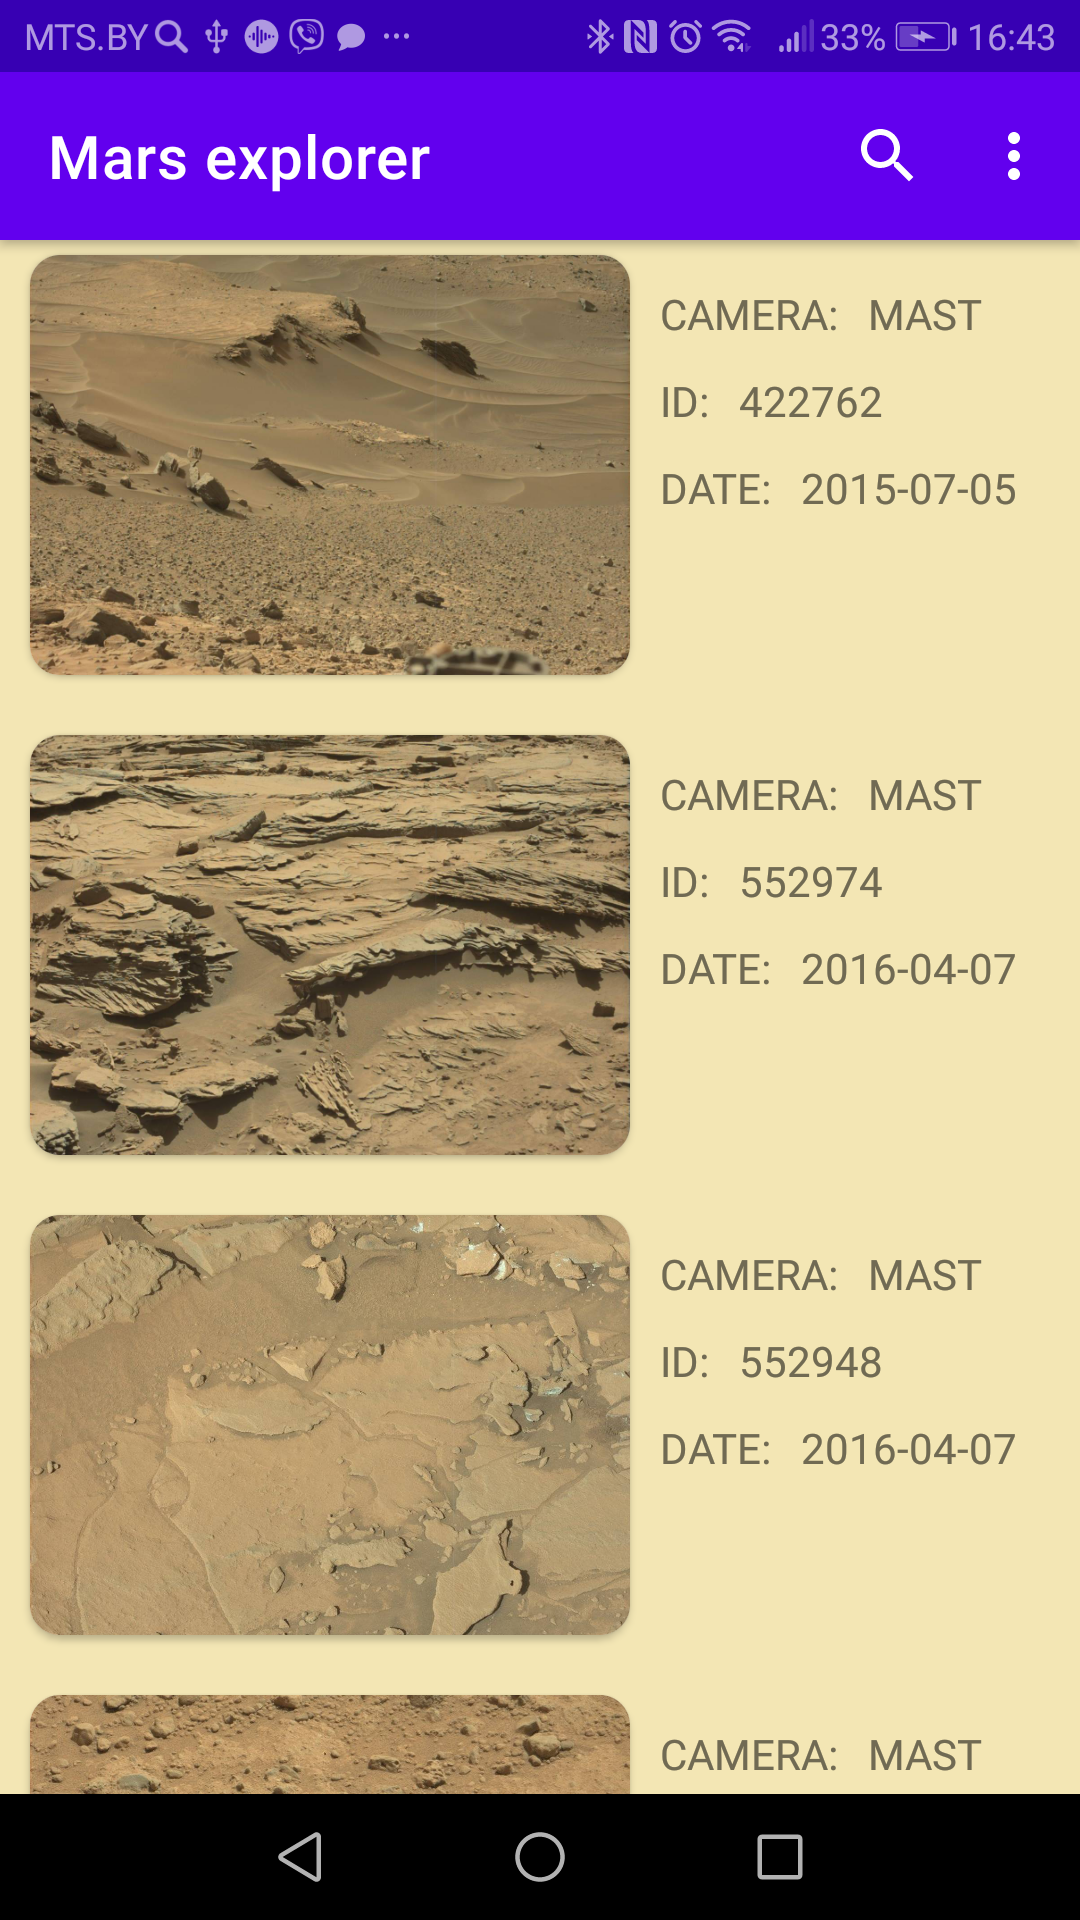 MTS.BY 33% 16:43
Mars explorer
CAMERA: MAST
ID: 422762
DATE: 2015-07-05
CAMERA: MAST
ID: 552974
DATE: 2016-04-07
CAMERA: MAST
ID: 552948
DATE: 2016-04-07
CAMERA: MAST